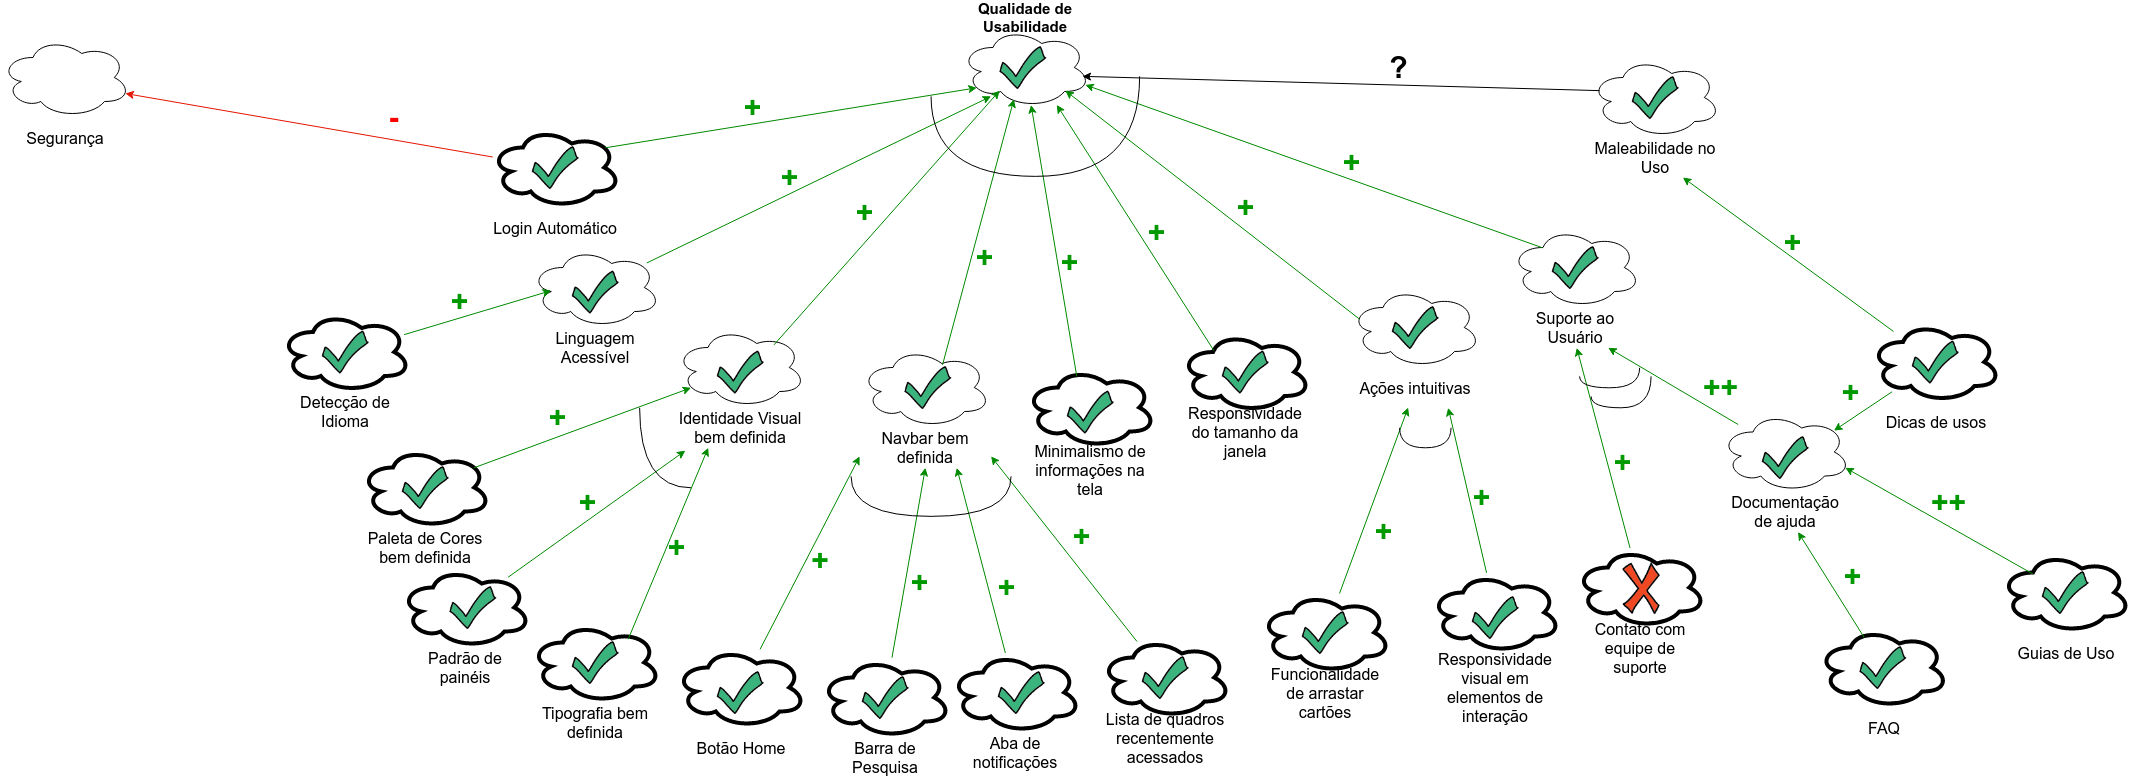 Qualidade de
Usabilidade
?
Segurança
-
+
Maleabilidade no
Uso
+
+
Login Automático
+
+
+
+
+
+
+
Suporte ao
Usuário
+
Linguagem
Acessível
Detecção de
Idioma
Identidade Visual
bem definida
Navbar bem
definida
Minimalismo de
informações na
tela
Responsividade
do tamanho da
janela
Ações intuitivas
++
+
Dicas de usos
+
+
+
Documentação
de ajuda
++
Paleta de Cores
bem definida
+
+
+
+
+
+
+
+
Padrão de
painéis
Tipografia bem
definida
Botão Home
Barra de
Pesquisa
Aba de
notificações
Lista de quadros
recentemente
acessados
Funcionalidade
de arrastar
cartões
Responsividade
visual em
elementos de
interação
Contato com
equipe de
suporte
FAQ
Guias de Uso